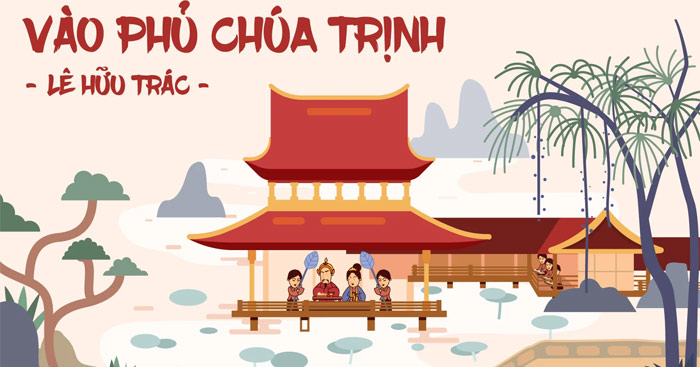 VÀO PHỦ CHÚA TRỊNH
- LÊ HỮU TRÁC -